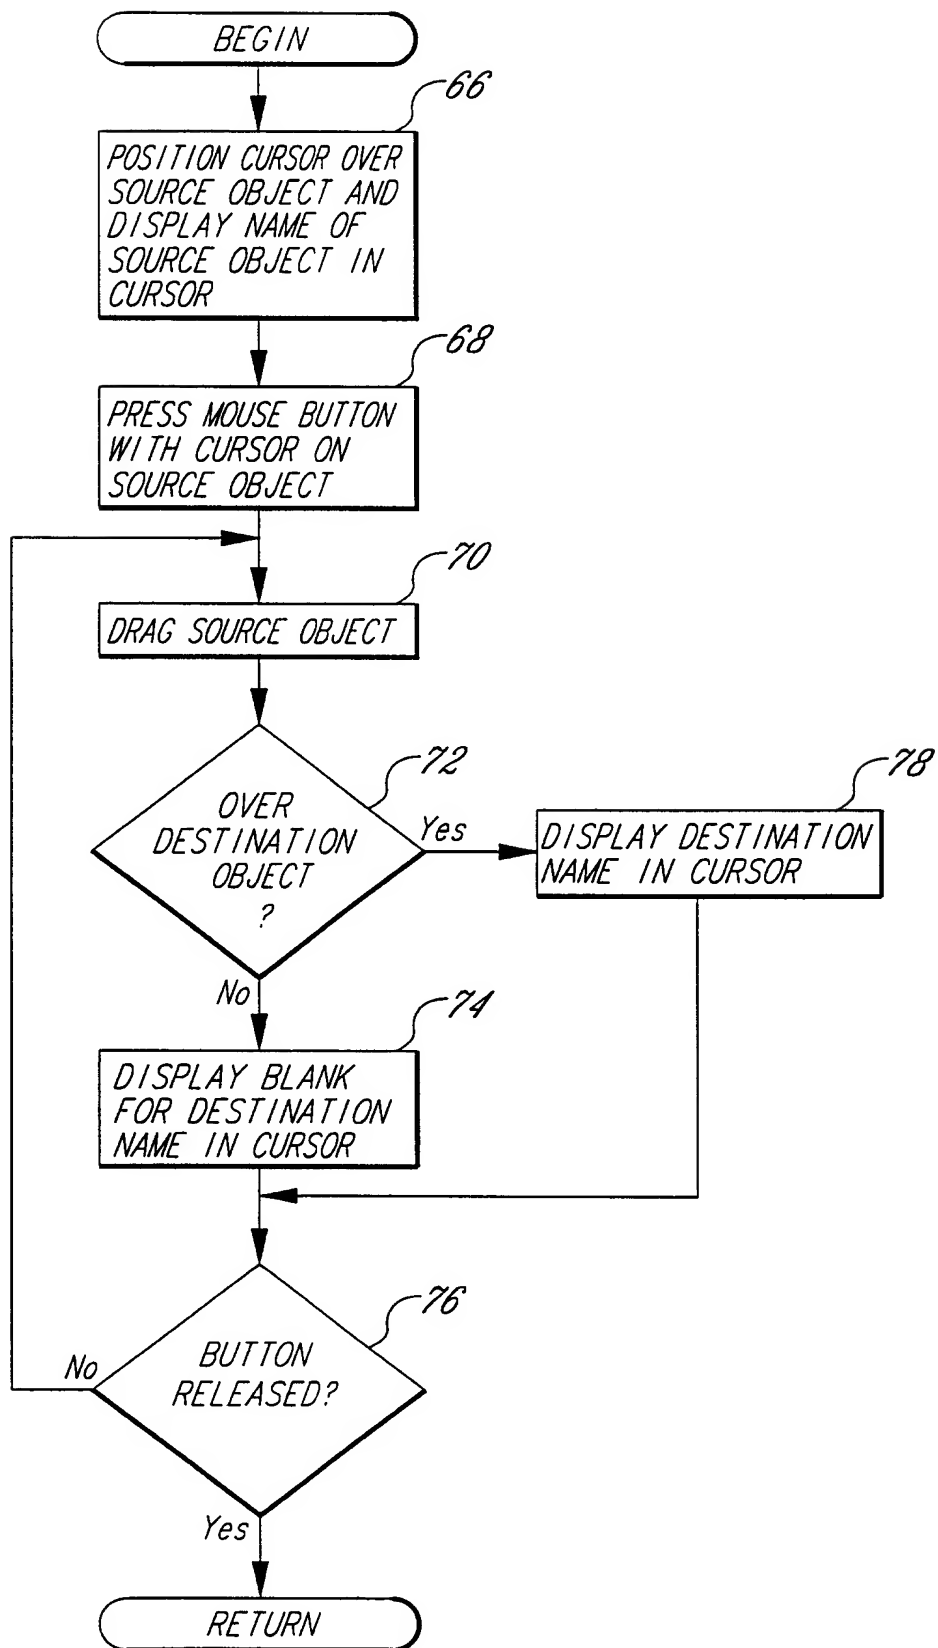 BEGIN
66
POSITION CURSOR OVER
SOURCE OBJECT AND
DISPLAY NAME OF
SOURCE OBJECT IN
CURSOR
68
PRESS MOUSE BUTTON
WITH CURSOR ON
SOURCE OBJECT
70
DRAG SOURCE OBJECT
72
OVER
DESTINATION
OBJECT
?
Yes
78
DISPLAY DESTINATION
NAME IN CURSOR
No
74
DISPLAY BLANK
FOR DESTINATION
NAME IN CURSOR
76
BUTTON
RELEASED?
No
Yes
RETURN